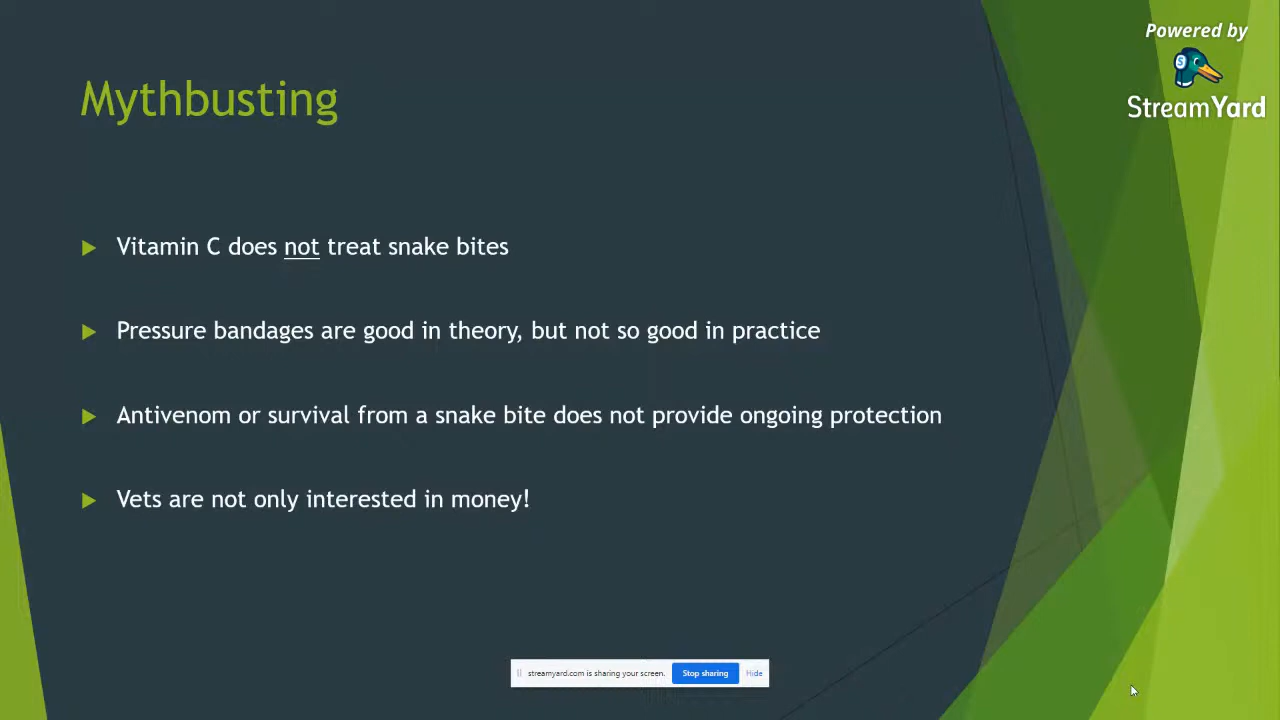 Powered by
StreamYard
Mythbusting
Vitamin C does not treat snake bites
Pressure bandages are good in theory, but not so good in practice
Antivenom or survival from a snake bite does not provide ongoing protection
Vets are not only interested in money!
streamyard.com is sharing your screen. Stop sharing Hide